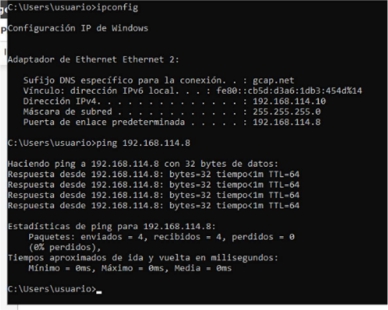 C:\Users\usuario>ipconfig
Configuración IP de Windows
Adaptador de Ethernet Ethernet 2:
Sufijo DNS específico para la conexión. . : gcap.net
Vínculo: dirección IPv6 local. . . : fe80::cb5d:d3a6:1db3:454d%14
Dirección IPv4. . . . . . . . . . . . . . : 192.168.114.10
Máscara de subred . . . . . . . . . . . . : 255.255.255.0
Puerta de enlace predeterminada . . . . . : 192.168.114.8
C:\Users\usuario>ping 192.168.114.8
Haciendo ping a 192.168.114.8 con 32 bytes de datos:
Respuesta desde 192.168.114.8: bytes=32 tiempo<1m TTL=64
Respuesta desde 192.168.114.8: bytes=32 tiempo<1m TTL=64
Respuesta desde 192.168.114.8: bytes=32 tiempo<1m TTL=64
Respuesta desde 192.168.114.8: bytes=32 tiempo<1m TTL=64
Estadísticas de ping para 192.168.114.8:
Paquetes: enviados = 4, recibidos = 4, perdidos = 0
(0% perdidos),
Tiempos aproximados de ida y vuelta en milisegundos:
Mínimo = 0ms, Máximo = 0ms, Media = 0ms
C:\Users\usuario>